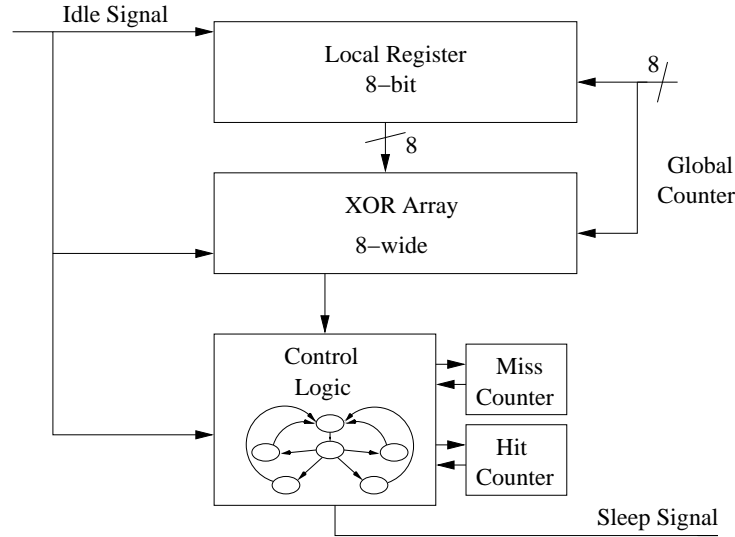 Idle Signal
Local Register
8−bit
8
8
Global
Counter
XOR Array
8−wide
Control
Logic
Miss
Counter
Hit
Counter
Sleep Signal